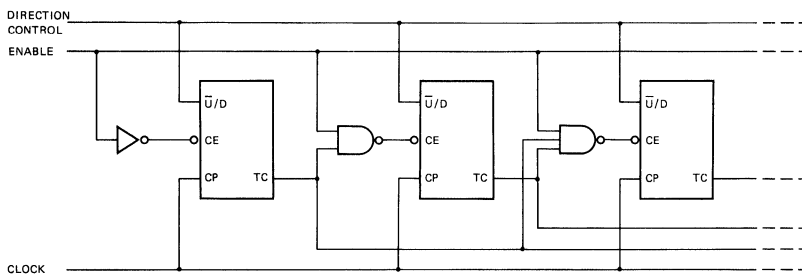 DIRECTION
CONTROL
ENABLE
U̅/D
U̅/D
U̅/D
CE
CE
CE
CP
TC
CP
TC
CP
TC
CLOCK